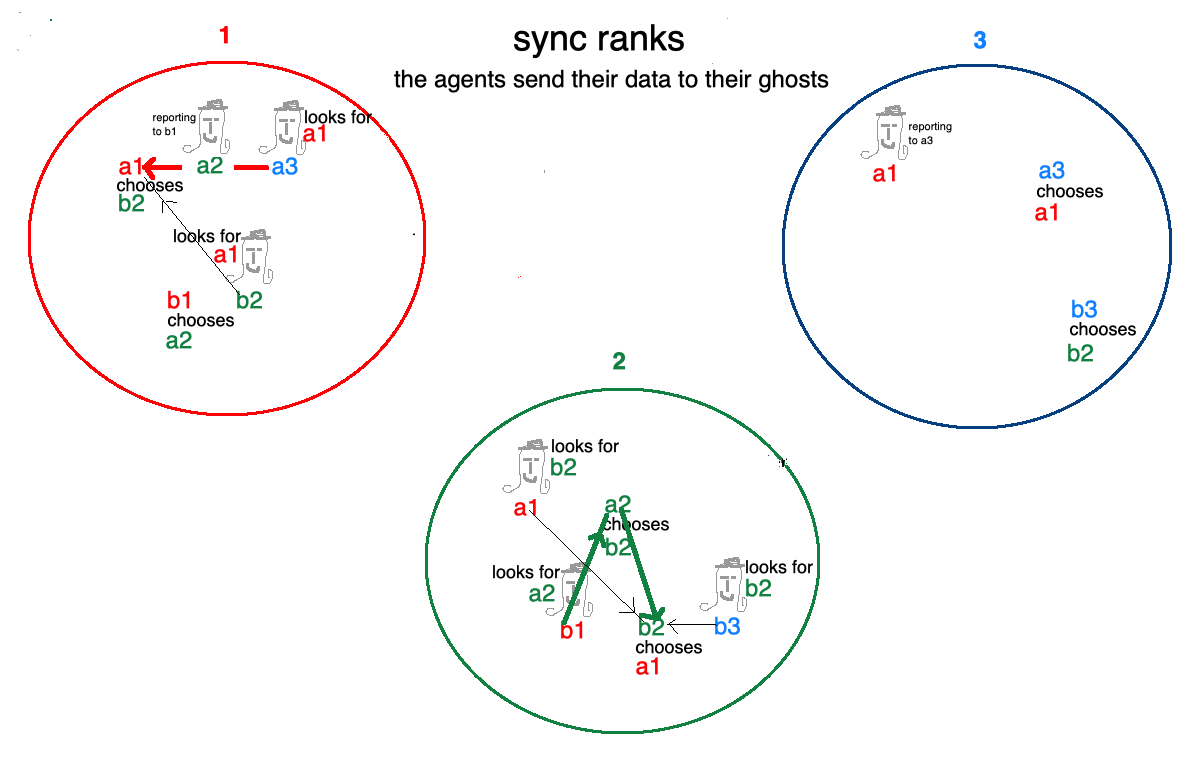 sync ranks
the agents send their data to their ghosts
1
reporting
to b1
looks for
a1
a1
a2
a3
chooses
b2
looks for
a1
b1
b2
chooses
a2
3
reporting
to a3
a1
a3
chooses
a1
b3
chooses
b2
2
looks for
b2
a1
a2
chooses
b2
looks for
a2
looks for
b2
b1
b2
b3
chooses
a1